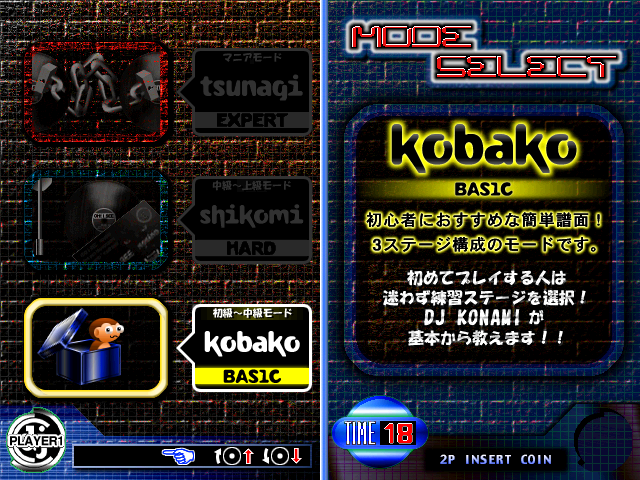 マニアモード
tsunagi
EXPERT
中級～上級モード
shikomi
HARD
初級～中級モード
kobako
BASIC
PLAYER1
MODE
SELECT
kobako
BASIC
初心者におすすめな簡単譜面！
3ステージ構成のモードです。
初めてプレイする人は
迷わず練習ステージを選択！
DJ KONAMI が
基本から教えます！！
TIME 18
2P INSERT COIN